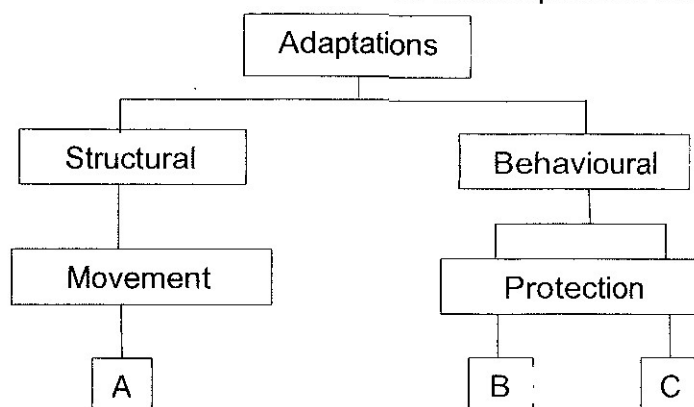 Adaptations
Structural
Behavioural
Movement
Protection
A
B
C